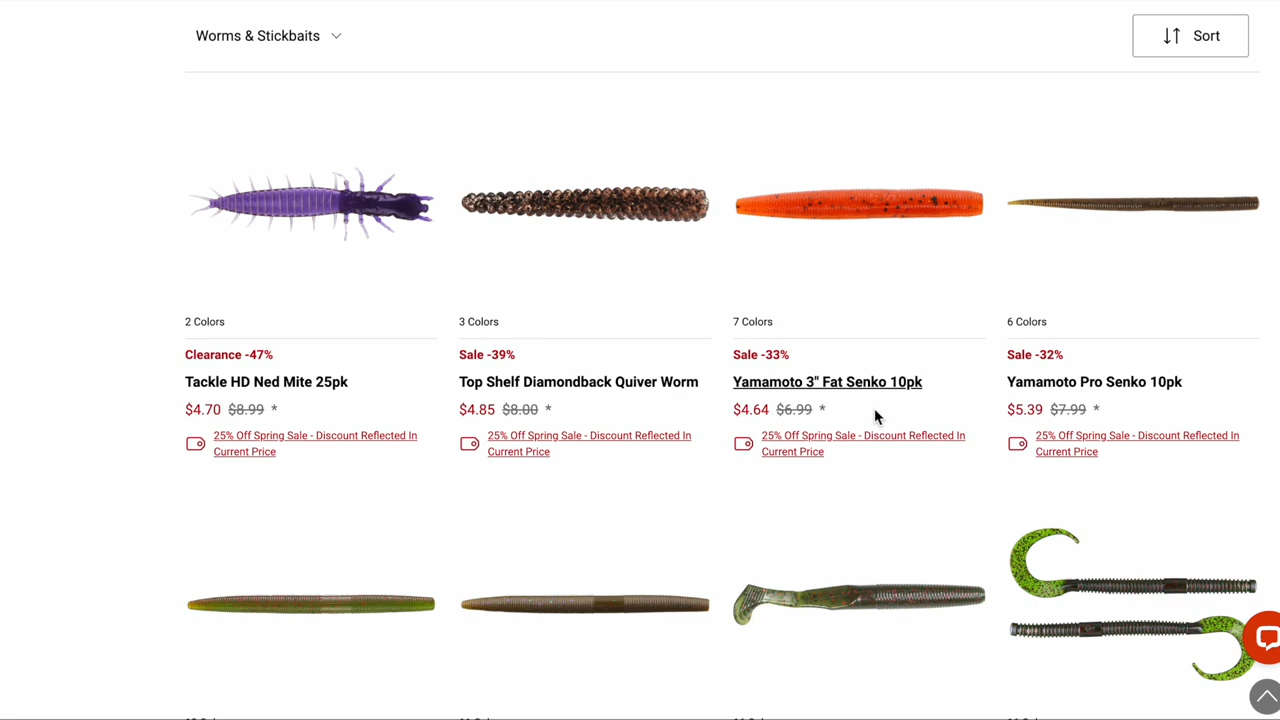 Worms & Stickbaits
Sort
2 Colors
3 Colors
7 Colors
6 Colors
Clearance -47%
Sale -39%
Sale -33%
Sale -32%
Tackle HD Ned Mite 25pk
Top Shelf Diamondback Quiver Worm
Yamamoto 3" Fat Senko 10pk
Yamamoto Pro Senko 10pk
$4.70 $8.99 *
$4.85 $8.00 *
$4.64 $6.99 *
$5.39 $7.99 *
25% Off Spring Sale - Discount Reflected In
Current Price
25% Off Spring Sale - Discount Reflected In
Current Price
25% Off Spring Sale - Discount Reflected In
Current Price
25% Off Spring Sale - Discount Reflected In
Current Price